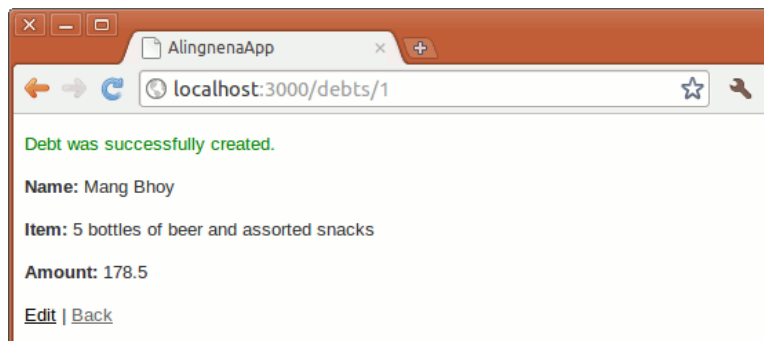 AlingnenaApp
localhost:3000/debts/1
Debt was successfully created.
Name: Mang Bhoy
Item: 5 bottles of beer and assorted snacks
Amount: 178.5
Edit | Back